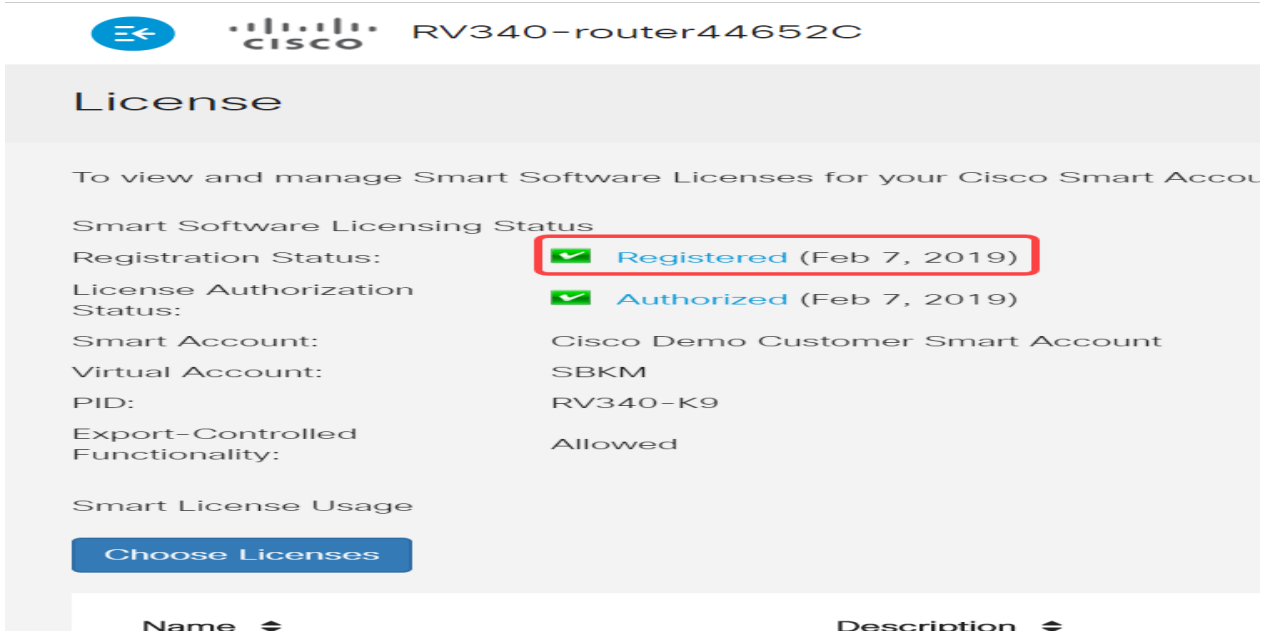 CISCO RV340-router44652C
License
To view and manage Smart Software Licenses for your Cisco Smart Accou
Smart Software Licensing Status
Registration Status: Registered (Feb 7, 2019)
License Authorization
Status: Authorized (Feb 7, 2019)
Smart Account: Cisco Demo Customer Smart Account
Virtual Account: SBKM
PID: RV340-K9
Export-Controlled
Functionality: Allowed
Smart License Usage
Choose Licenses
Name Description